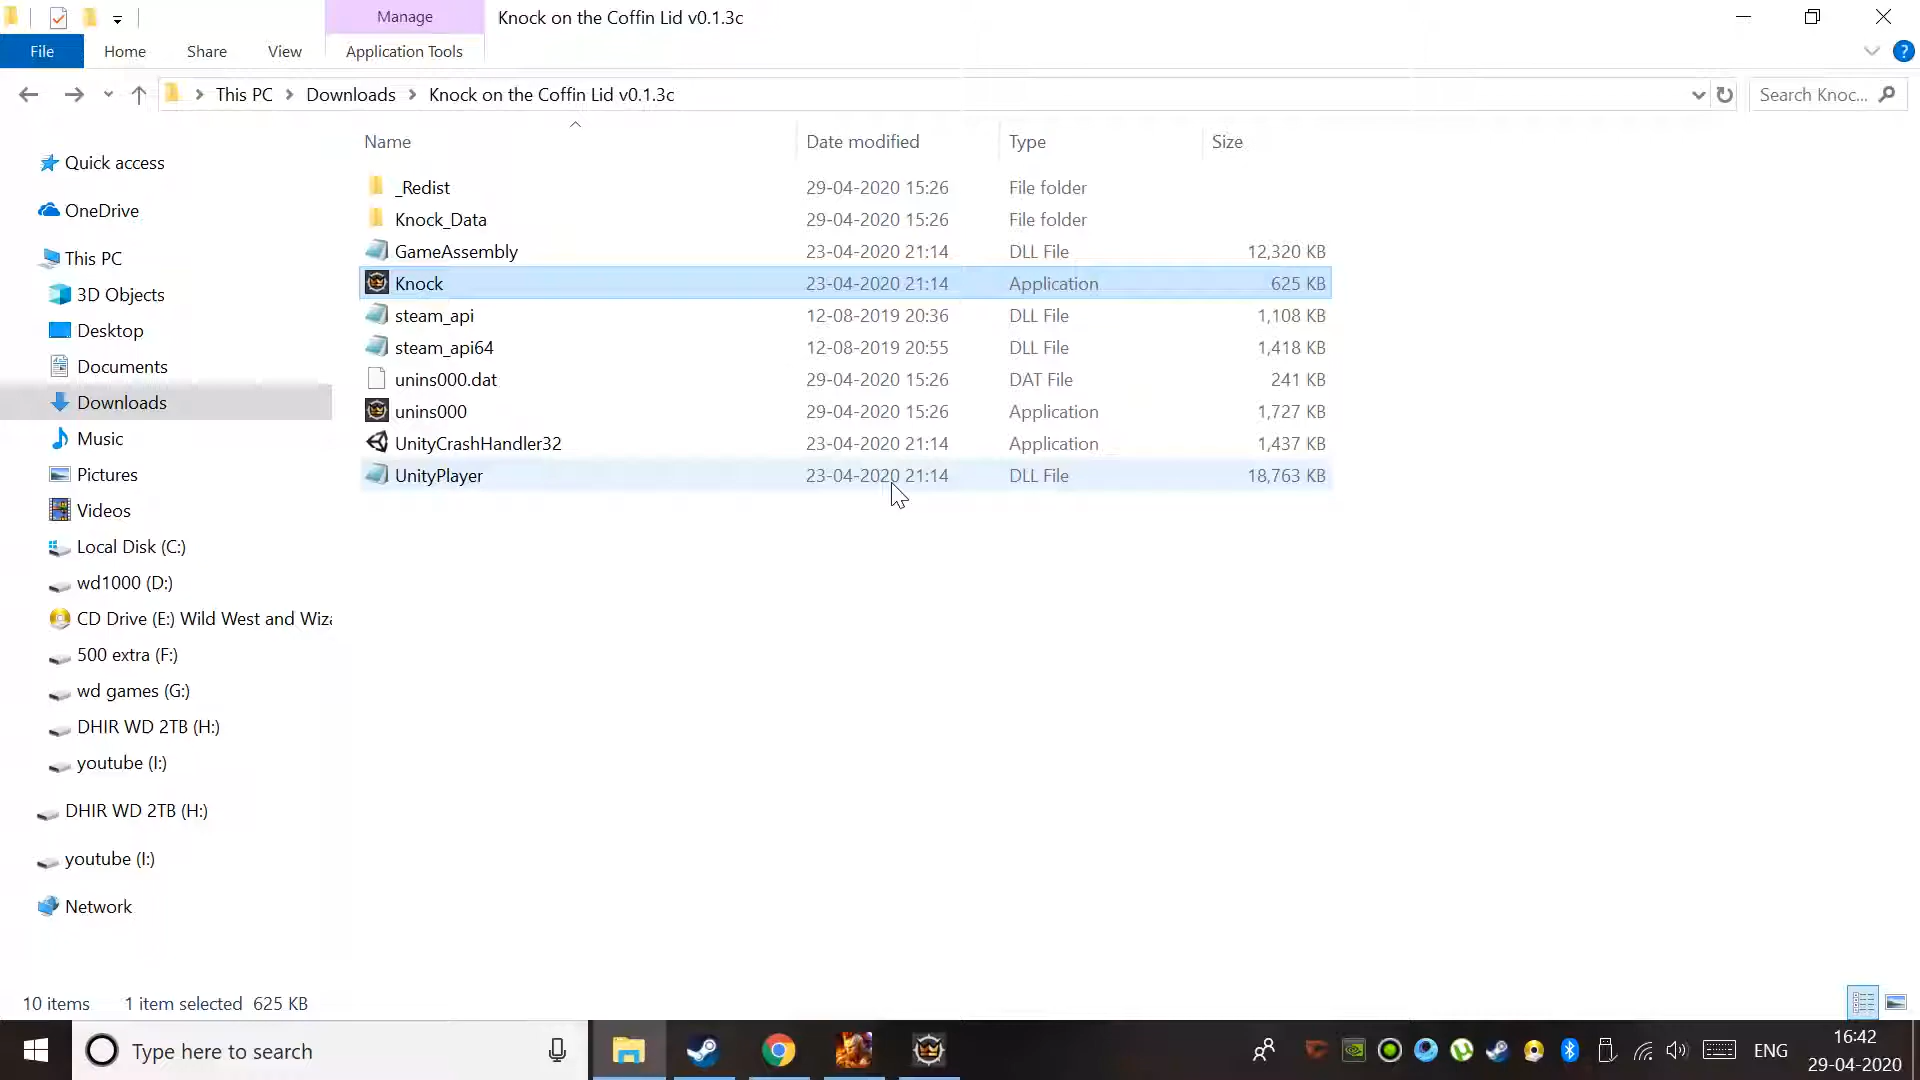 Manage
Knock on the Coffin Lid v0.1.3c
File
Home
Share
View
Application Tools
This PC
Downloads
Knock on the Coffin Lid v0.1.3c
Search Knoc...
Name
Date modified
Type
Size
Quick access
OneDrive
This PC
3D Objects
Desktop
Documents
Downloads
Music
Pictures
Videos
Local Disk (C:)
wd1000 (D:)
CD Drive (E:) Wild West and Wiz
500 extra (F:)
wd games (G:)
DHIR WD 2TB (H:)
youtube (I:)
DHIR WD 2TB (H:)
youtube (I:)
Network
_Redist 29-04-2020 15:26 File folder
Knock_Data 29-04-2020 15:26 File folder
GameAssembly 23-04-2020 21:14 DLL File 12,320 KB
Knock 23-04-2020 21:14 Application 625 KB
steam_api 12-08-2019 20:36 DLL File 1,108 KB
steam_api64 12-08-2019 20:55 DLL File 1,418 KB
unins000.dat 29-04-2020 15:26 DAT File 241 KB
unins000 29-04-2020 15:26 Application 1,727 KB
UnityCrashHandler32 23-04-2020 21:14 Application 1,437 KB
UnityPlayer 23-04-2020 21:14 DLL File 18,763 KB
10 items 1 item selected 625 KB
Type here to search
ENG
16:42
29-04-2020